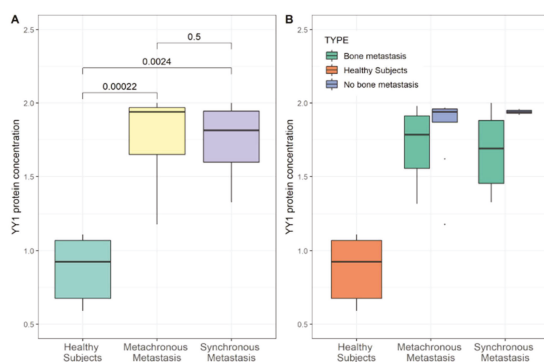 A
YY1 protein concentration
2.5
2.0
1.5
1.0
0.5
0.5
0.0024
0.00022
Healthy
Subjects
Metachronous
Metastasis
Synchronous
Metastasis
B
YY1 protein concentration
2.5
2.0
1.5
1.0
0.5
TYPE
Bone metastasis
Healthy Subjects
No bone metastasis
Healthy
Subjects
Metachronous
Metastasis
Synchronous
Metastasis